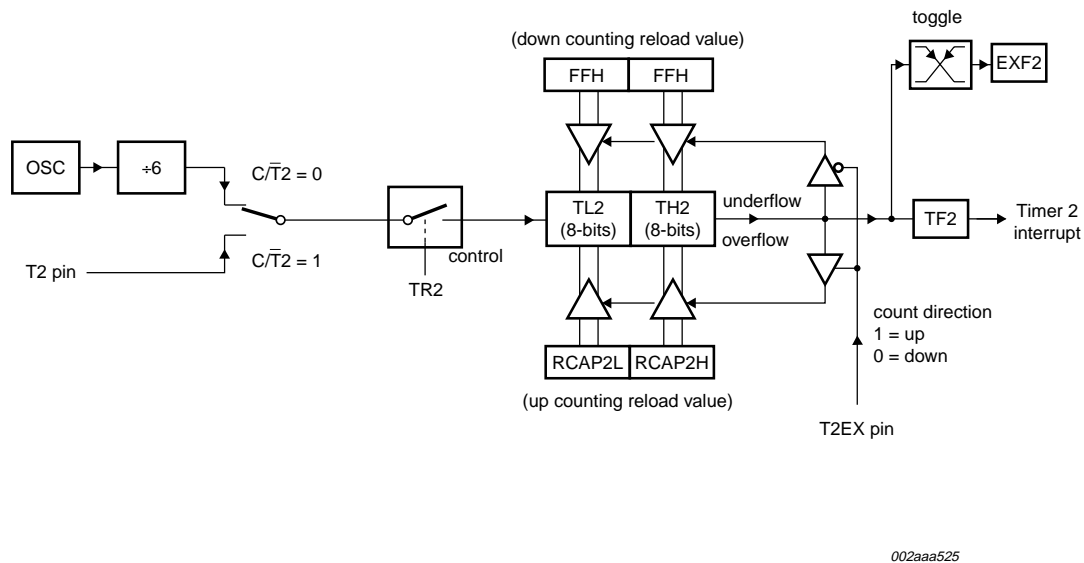 toggle
(down counting reload value)
FFH
FFH
EXF2
OSC
÷6
C/T̅2 = 0
TL2
(8-bits)
TH2
(8-bits)
underflow
overflow
TF2
Timer 2
interrupt
control
C/T̅2 = 1
T2 pin
TR2
count direction
1 = up
0 = down
RCAP2L
RCAP2H
(up counting reload value)
T2EX pin
002aaa525